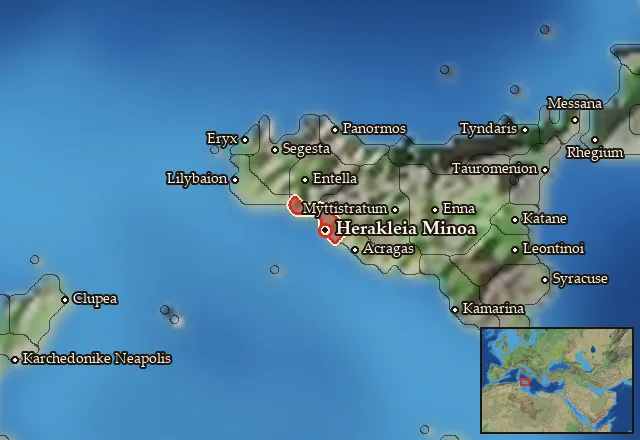 Messana
Eryx
Panormos
Tyndaris
Segesta
Rhegium
Lilybaion
Entella
Tauromenion
Myttistratum
Enna
Katane
Herakleia Minoa
Acragas
Leontinoi
Syracuse
Clupea
Kamarina
Karchedonike Neapolis